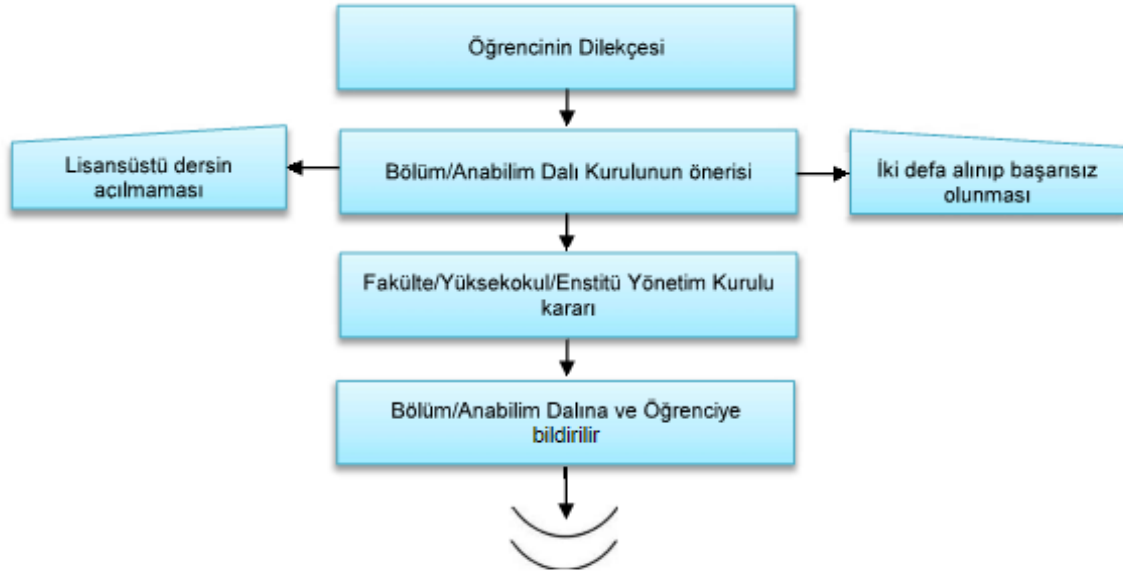 Öğrencinin Dilekçesi
Lisansüstü dersin
açılmaması
Bölüm/Anabilim Dalı Kurulunun önerisi
İki defa alınıp başarısız
olunması
Fakülte/Yüksekokul/Enstitü Yönetim Kurulu
kararı
Bölüm/Anabilim Dalına ve Öğrenciye
bildirilir